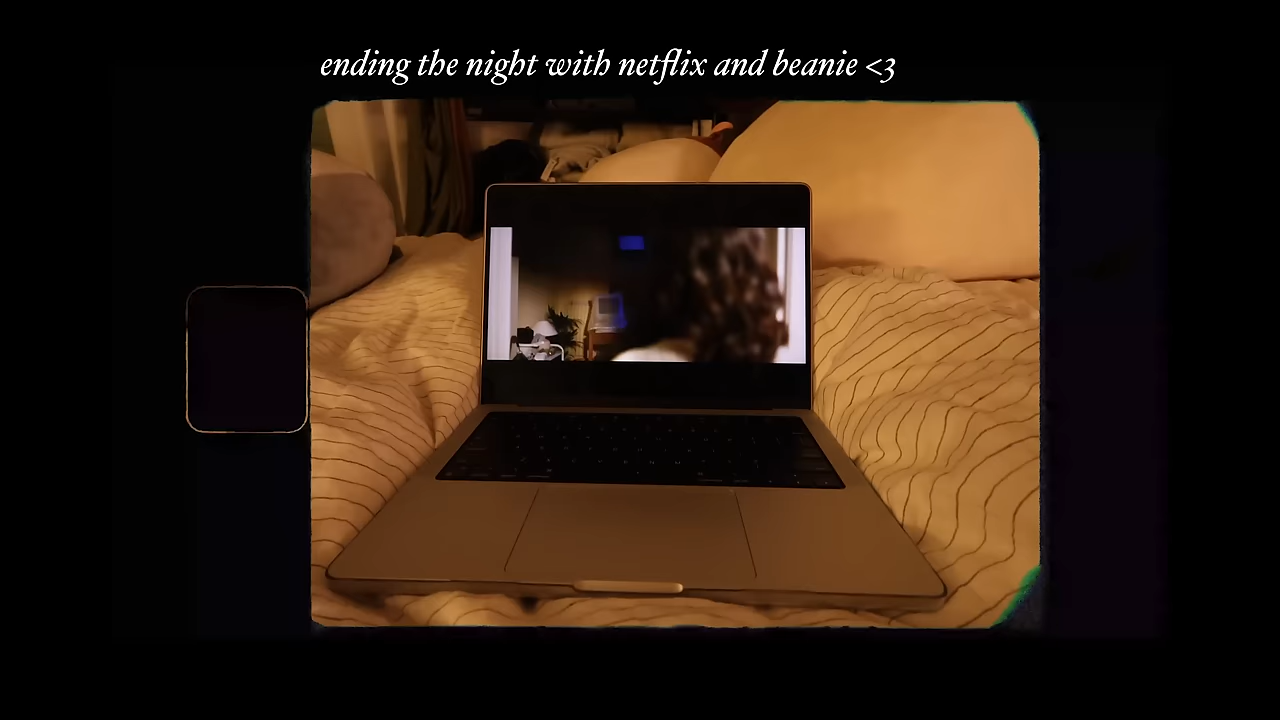 ending the night with netflix and beanie <3